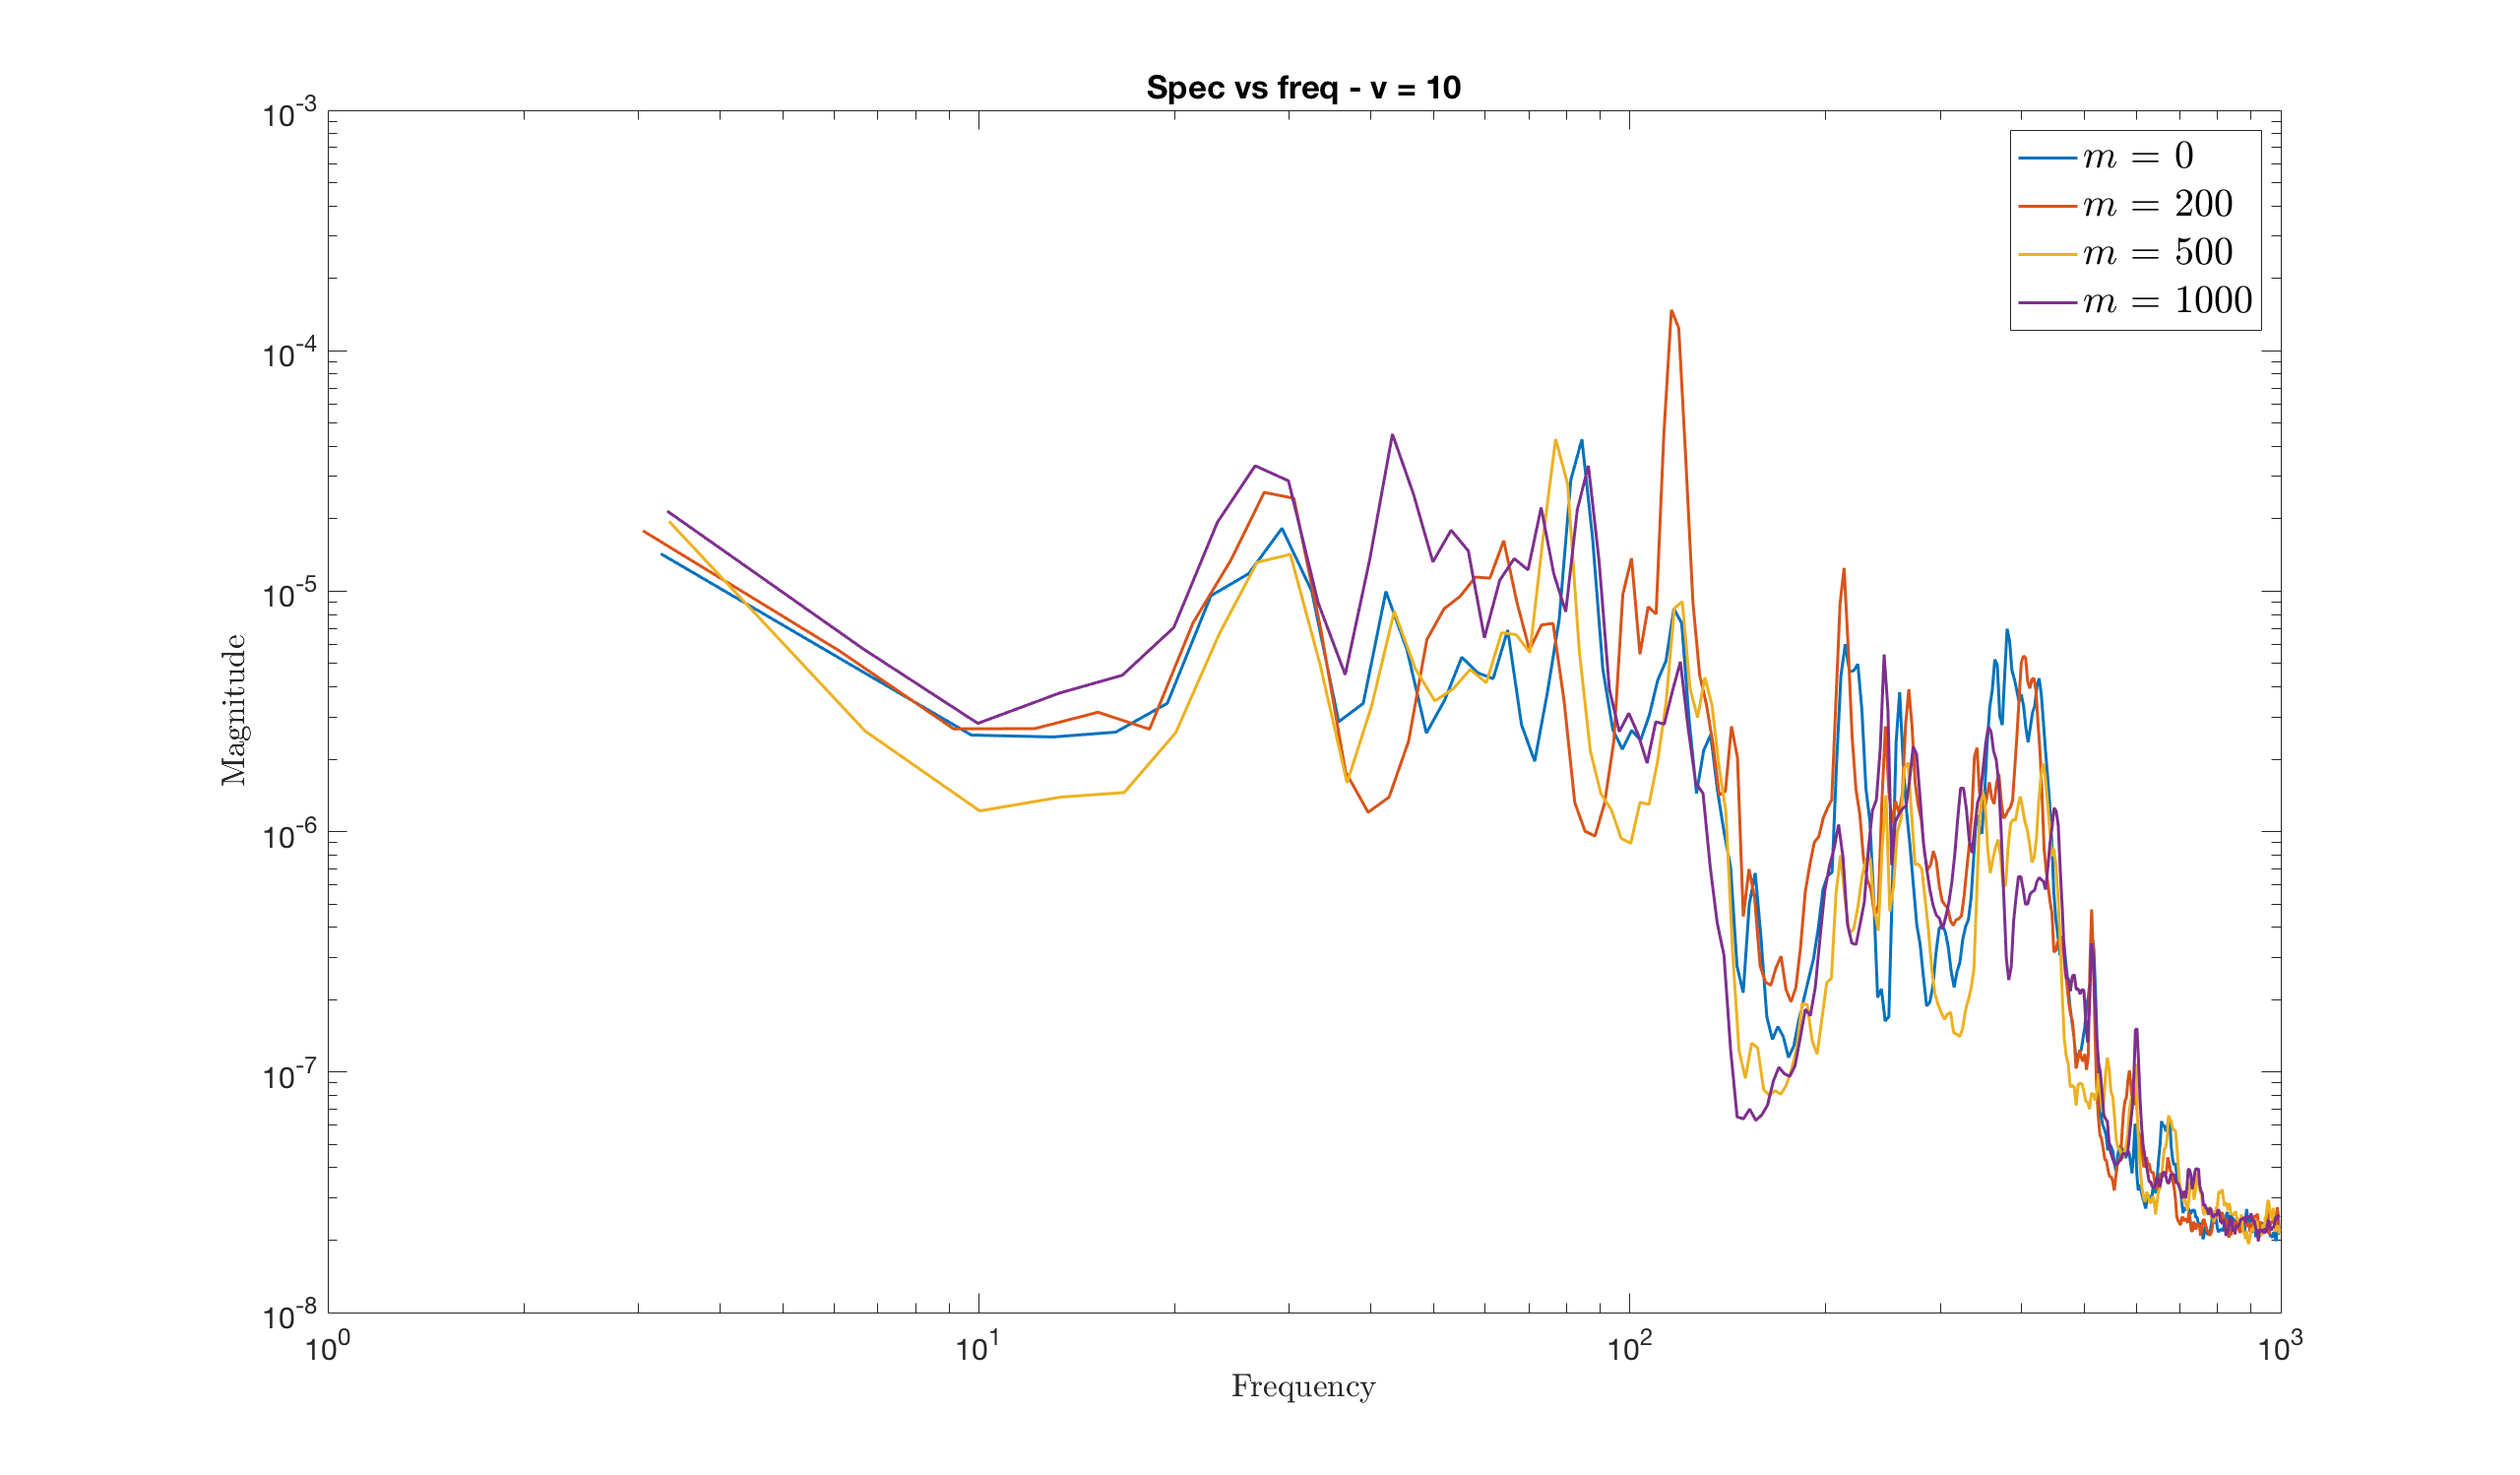 Spec vs freq - v = 10
10^-3
10^-4
10^-5
10^-6
10^-7
10^-8
Magnitude
m = 0
m = 200
m = 500
m = 1000
10^0 10^1 10^2 10^3
Frequency